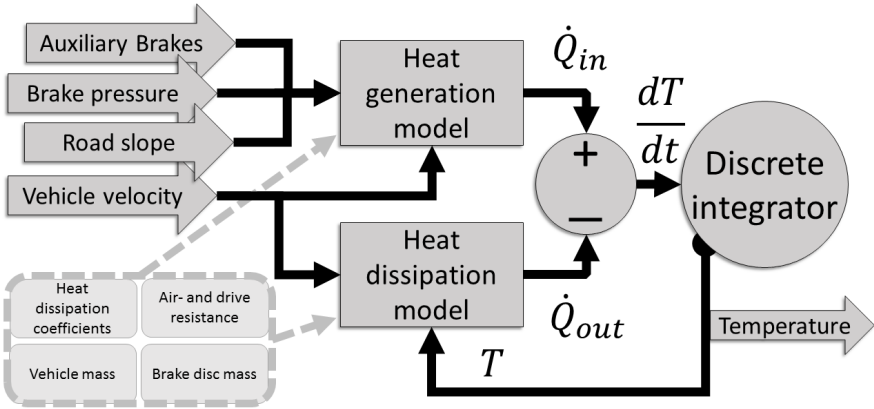 Auxiliary Brakes
Brake pressure
Road slope
Vehicle velocity
Heat
generation
model
Q̇in
+
−
dT
dt
Discrete
integrator
Heat
dissipation
model
Q̇out
T
Temperature
Heat
dissipation
coefficients
Air- and drive
resistance
Vehicle mass
Brake disc mass